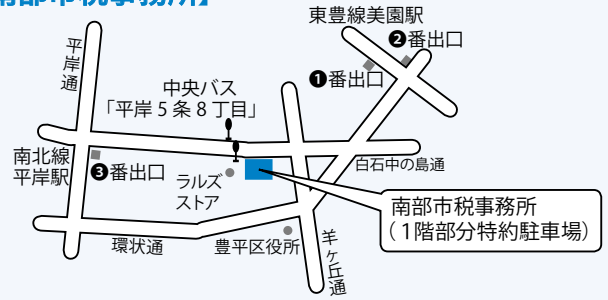 南部市税事務所】
東豊線美園駅
❷番出口
❶番出口
平岸通
中央バス
「平岸5条8丁目」
南北線
平岸駅
❸番出口
ラルズ
ストア
白石中の島通
南部市税事務所
（1階部分特約駐車場）
環状通
豊平区役所
羊ヶ丘通